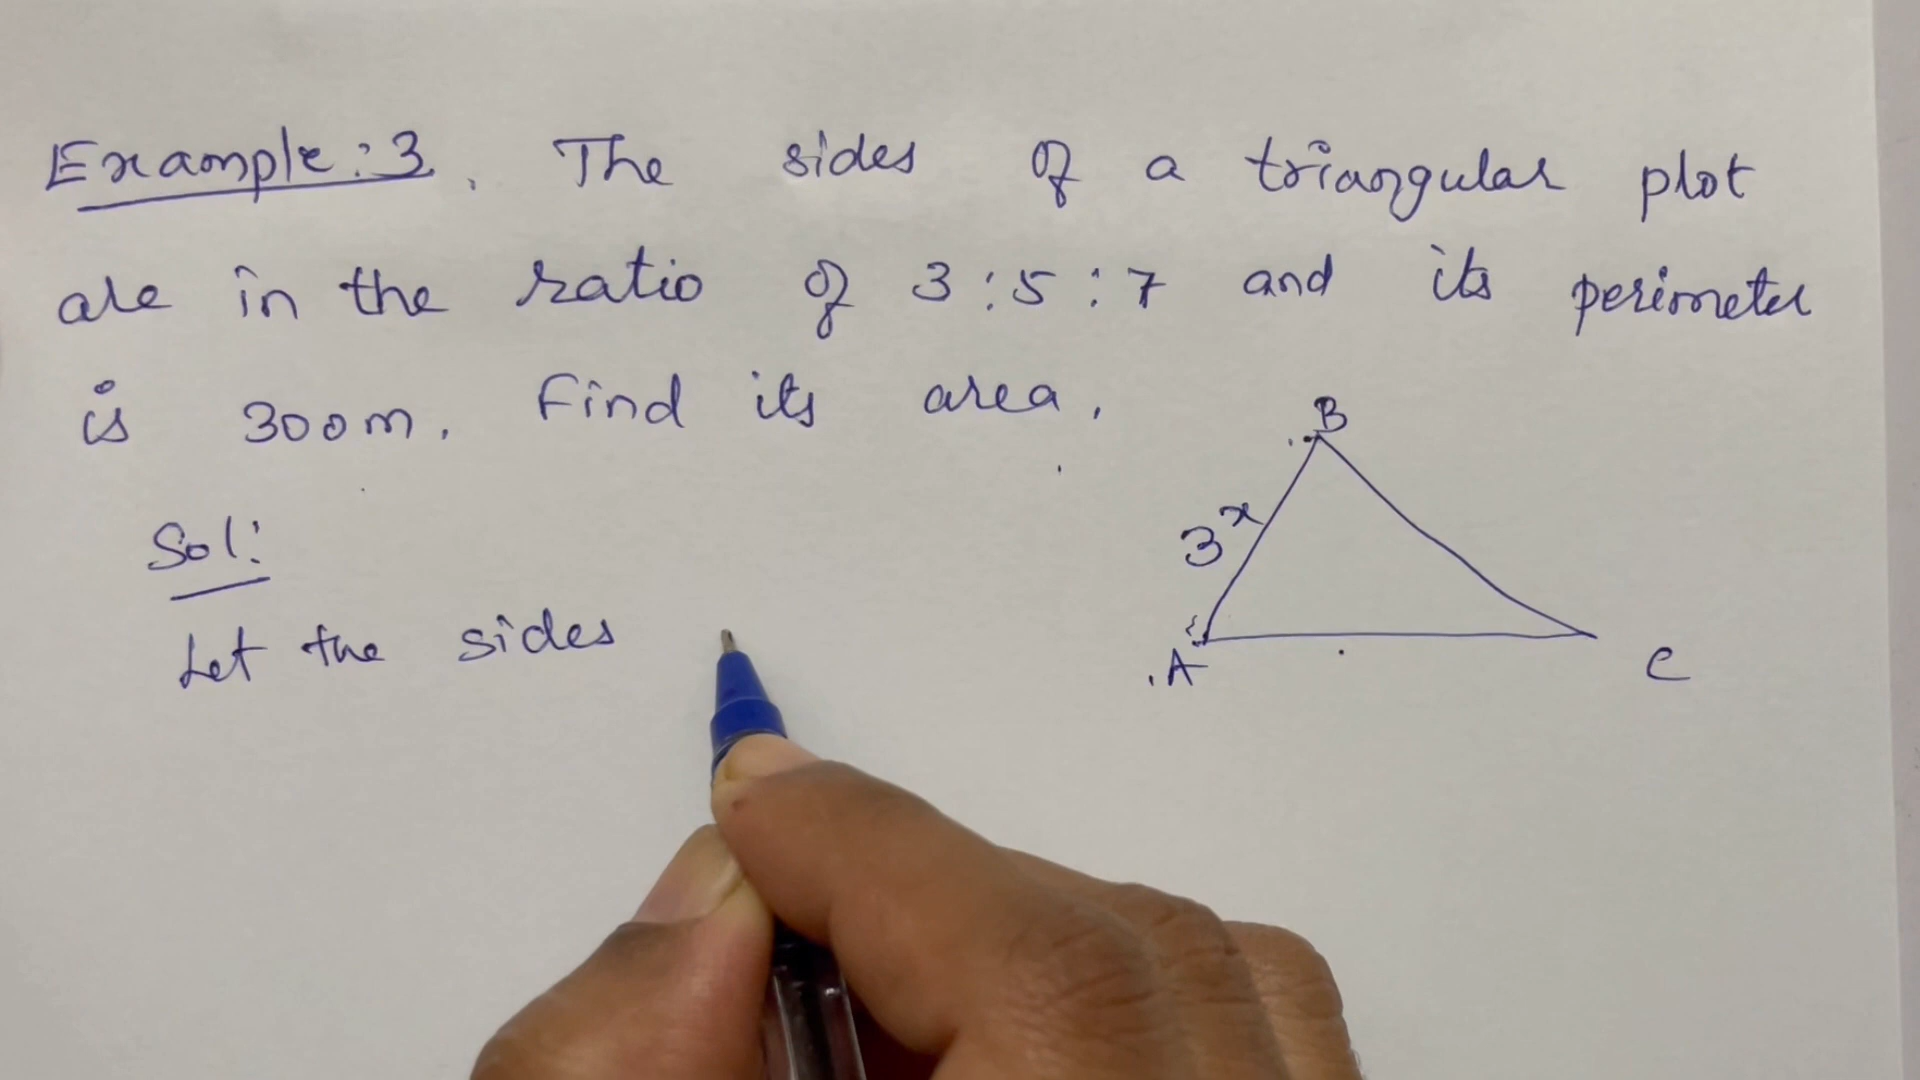 Example:3. The sides of a triangular plot
are in the ratio of 3:5:7 and its perimeter
is 300m. Find its area.
B
Sol:
3x
Let the sides
A
C